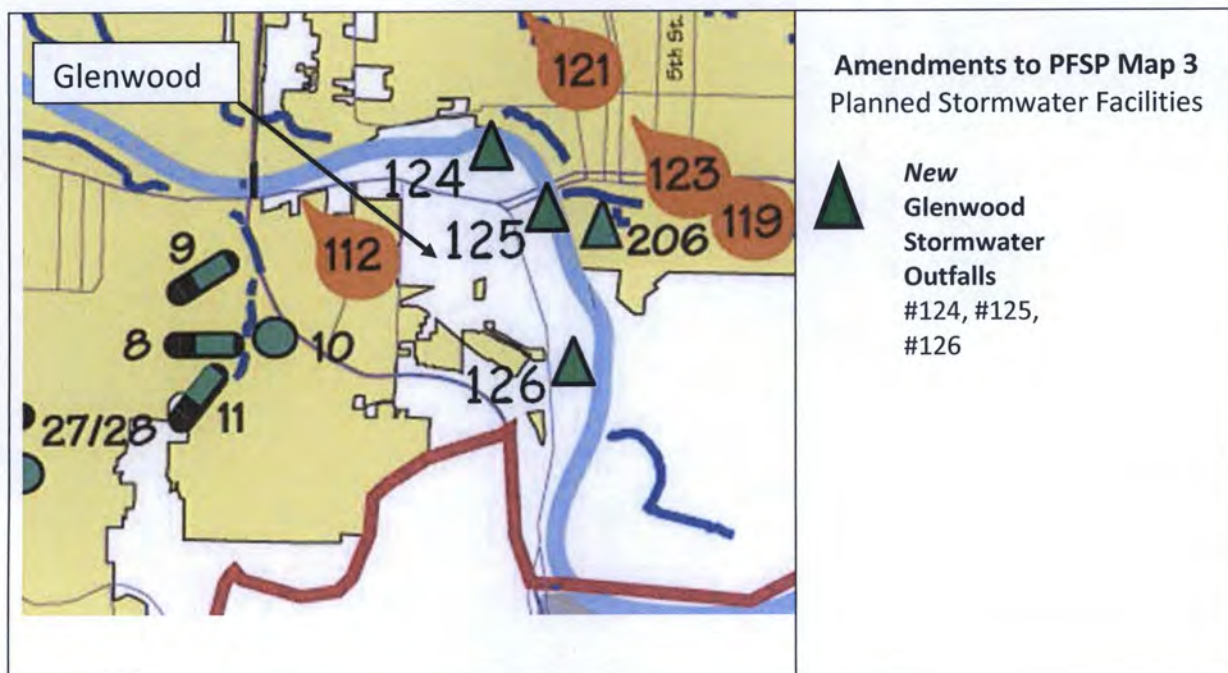 Glenwood
121
5th St.
124
123
119
125
206
112
9
8
10
126
27/28
11
Amendments to PFSP Map 3
Planned Stormwater Facilities
New
Glenwood
Stormwater
Outfalls
#124, #125,
#126